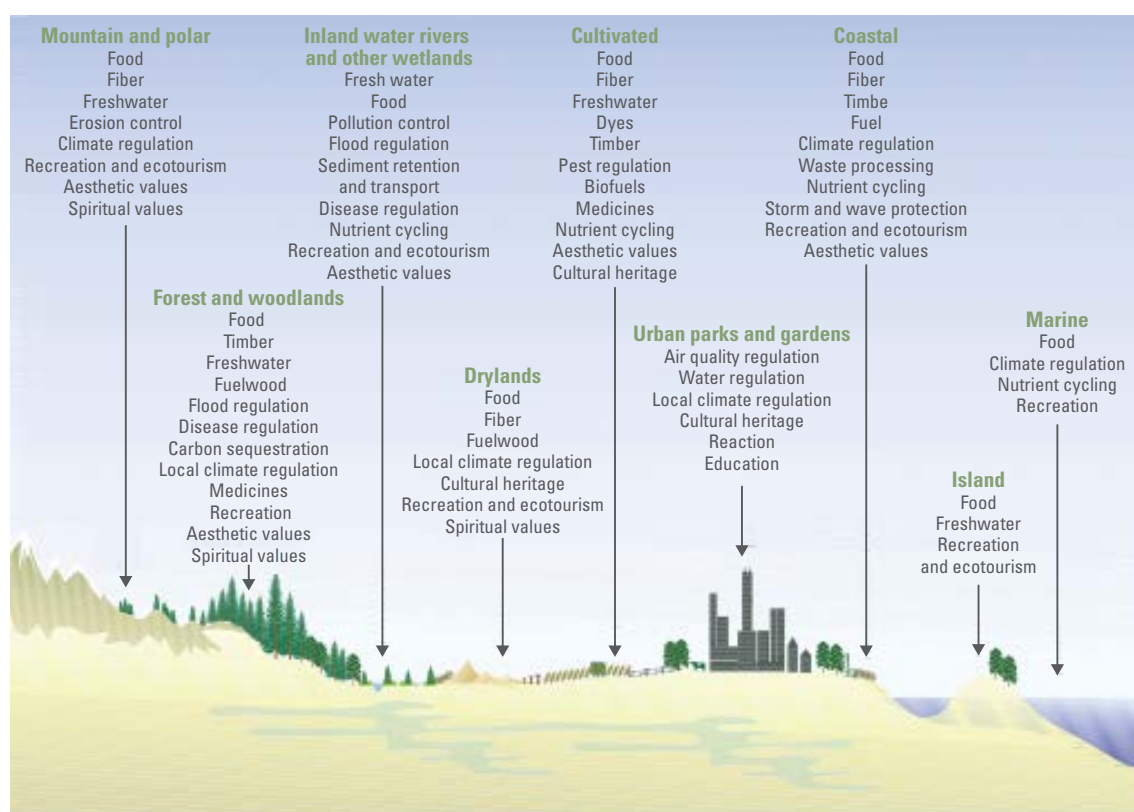 Mountain and polar
Food
Fiber
Freshwater
Erosion control
Climate regulation
Recreation and ecotourism
Aesthetic values
Spiritual values
Inland water rivers
and other wetlands
Fresh water
Food
Pollution control
Flood regulation
Sediment retention
and transport
Disease regulation
Nutrient cycling
Recreation and ecotourism
Aesthetic values
Cultivated
Food
Fiber
Freshwater
Dyes
Timber
Pest regulation
Biofuels
Medicines
Nutrient cycling
Aesthetic values
Cultural heritage
Coastal
Food
Fiber
Timbe
Fuel
Climate regulation
Waste processing
Nutrient cycling
Storm and wave protection
Recreation and ecotourism
Aesthetic values
Forest and woodlands
Food
Timber
Freshwater
Fuelwood
Flood regulation
Disease regulation
Carbon sequestration
Local climate regulation
Medicines
Recreation
Aesthetic values
Spiritual values
Drylands
Food
Fiber
Fuelwood
Local climate regulation
Cultural heritage
Recreation and ecotourism
Spiritual values
Urban parks and gardens
Air quality regulation
Water regulation
Local climate regulation
Cultural heritage
Reaction
Education
Marine
Food
Climate regulation
Nutrient cycling
Recreation
Island
Food
Freshwater
Recreation
and ecotourism